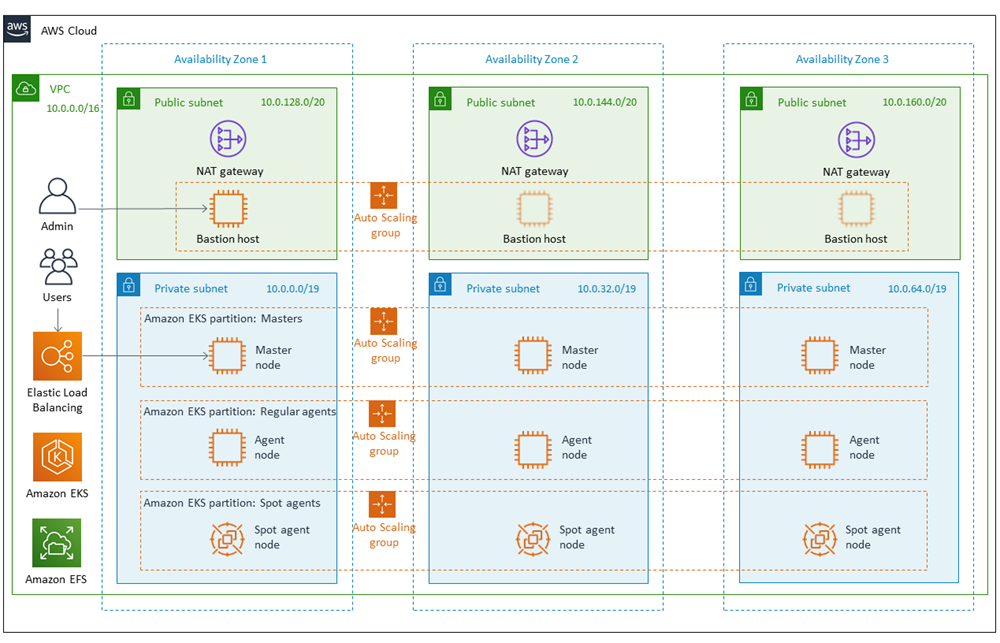 aws
AWS Cloud
Availability Zone 1
Availability Zone 2
Availability Zone 3
VPC
10.0.0.0/16
Public subnet
10.0.128.0/20
Public subnet
10.0.144.0/20
Public subnet
10.0.160.0/20
NAT gateway
NAT gateway
NAT gateway
Admin
Bastion host
Auto Scaling
group
Bastion host
Bastion host
Users
Elastic Load
Balancing
Amazon EKS
Amazon EFS
Private subnet
10.0.0.0/19
Private subnet
10.0.32.0/19
Private subnet
10.0.64.0/19
Amazon EKS partition: Masters
Master
node
Auto Scaling
group
Master
node
Master
node
Amazon EKS partition: Regular agents
Agent
node
Auto Scaling
group
Agent
node
Agent
node
Amazon EKS partition: Spot agents
Spot agent
node
Auto Scaling
group
Spot agent
node
Spot agent
node